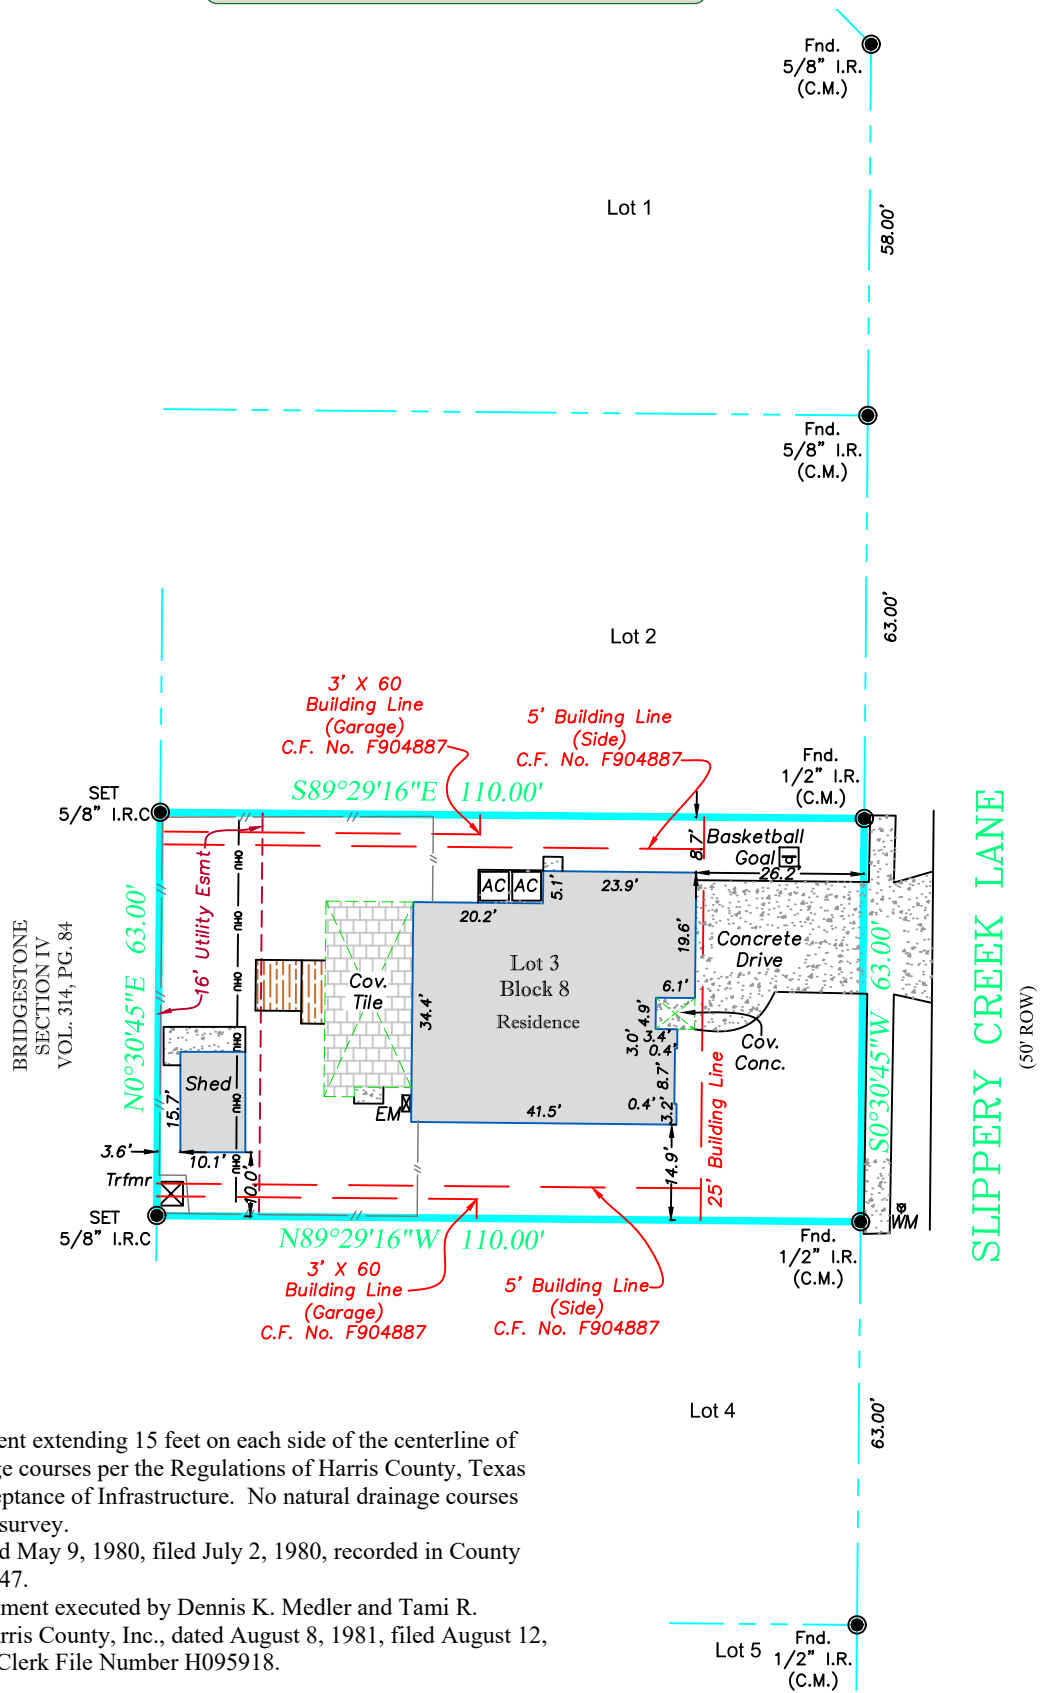 Fnd.
5/8" I.R.
(C.M.)
Lot 1
58.00'
Fnd.
5/8" I.R.
(C.M.)
63.00'
Lot 2
3' X 60
Building Line
(Garage)
C.F. No. F904887
5' Building Line
(Side)
C.F. No. F904887
Fnd.
1/2" I.R.
(C.M.)
SET
5/8" I.R.C
S89°29'16"E 110.00'
8.7'
Basketball
Goal
26.2'
16' Utility Esmt
OHU
OHU
OHU
OHU
OHU
OHU
N0°30'45"E 63.00'
BRIDGESTONE
SECTION IV
VOL. 314, PG. 84
AC
AC
5.1'
23.9'
20.2'
19.6'
Concrete
Drive
Lot 3
Block 8
Residence
Cov.
Tile
34.4'
6.1'
4.9'
3.4'
3.0'
0.4'
Cov.
Conc.
8.7'
0.4'
3.2'
41.5'
EM
Shed
15.7'
3.6'
10.1'
10.0'
14.9'
25' Building Line
S0°30'45"W 63.00'
SLIPPERY CREEK LANE
(50' ROW)
Trfmr
SET
5/8" I.R.C
WM
N89°29'16"W 110.00'
Fnd.
1/2" I.R.
(C.M.)
3' X 60
Building Line
(Garage)
C.F. No. F904887
5' Building Line
(Side)
C.F. No. F904887
Lot 4
63.00'
ent extending 15 feet on each side of the centerline of
ge courses per the Regulations of Harris County, Texas
eptance of Infrastructure. No natural drainage courses
survey.
d May 9, 1980, filed July 2, 1980, recorded in County
47.
ment executed by Dennis K. Medler and Tami R.
rris County, Inc., dated August 8, 1981, filed August 12,
Clerk File Number H095918.
Lot 5
Fnd.
1/2" I.R.
(C.M.)